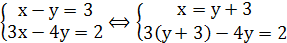 {x − y = 3 ⇔ {x = y + 3
{3x − 4y = 2 {3(y + 3) − 4y = 2